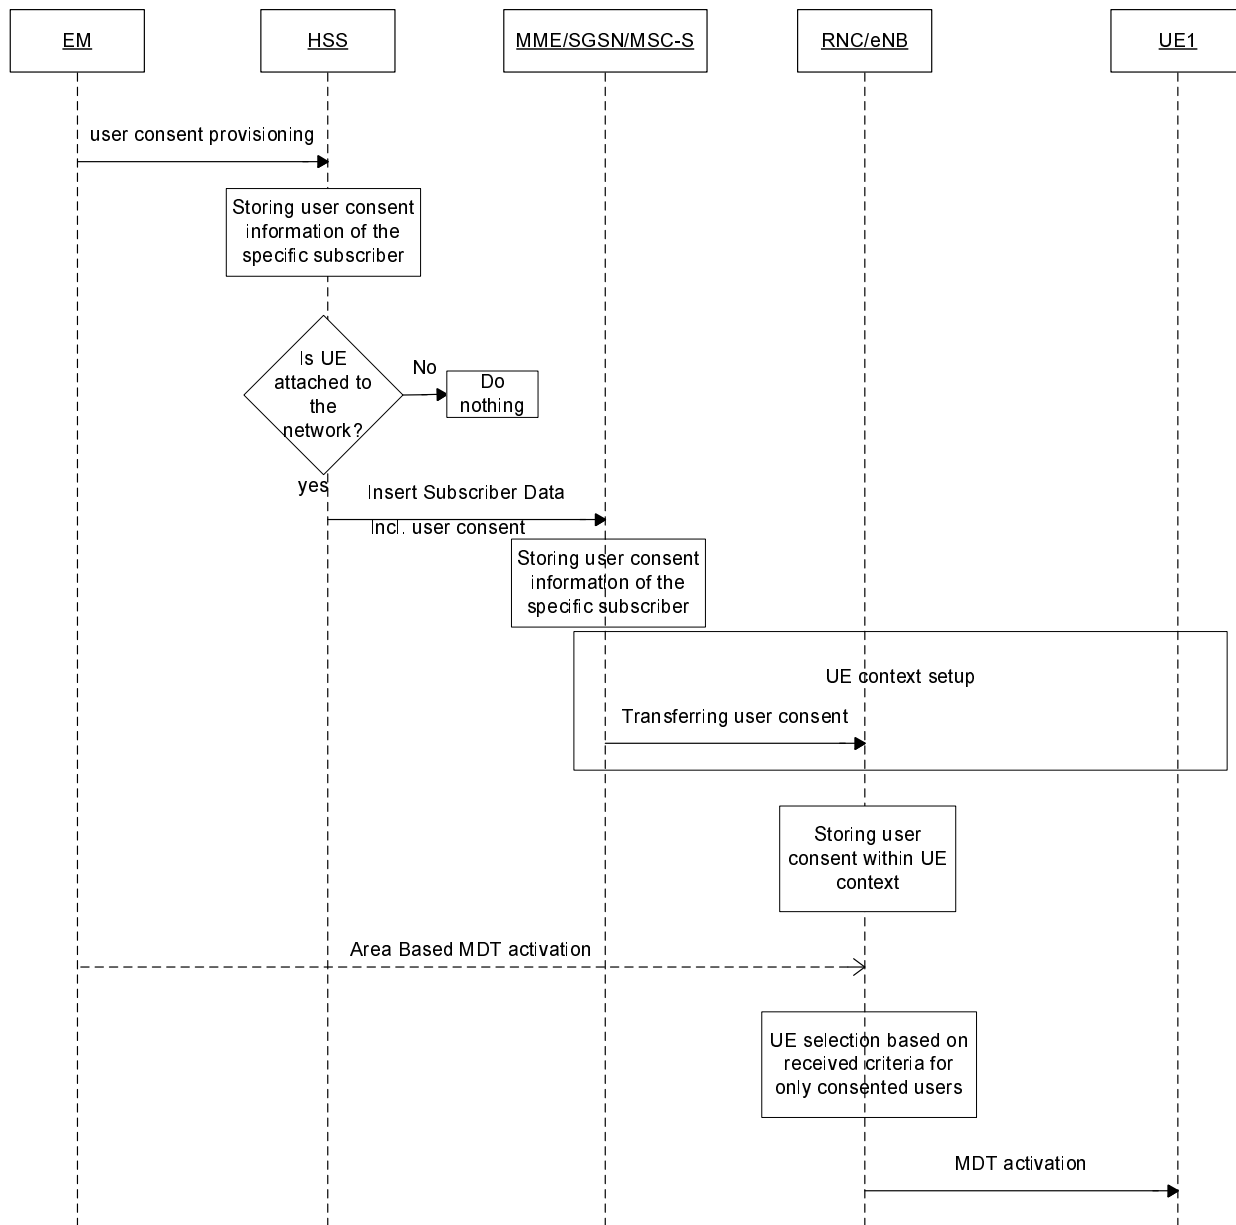 EM
HSS
MME/SGSN/MSC-S
RNC/eNB
UE1
user consent provisioning
Storing user consent
information of the
specific subscriber
Is UE
attached to
the
network?
No
Do
nothing
yes
Insert Subscriber Data
Incl. user consent
Storing user consent
information of the
specific subscriber
UE context setup
Transferring user consent
Storing user
consent within UE
context
Area Based MDT activation
UE selection based on
received criteria for
only consented users
MDT activation